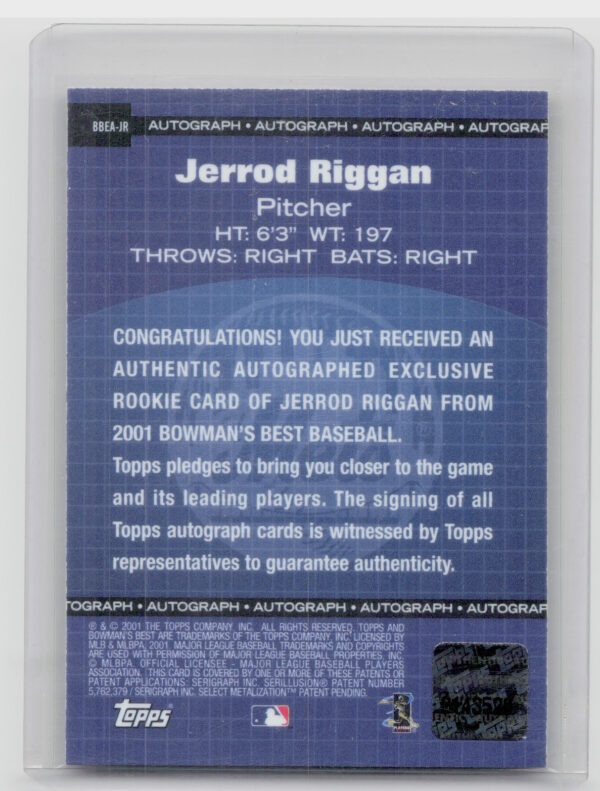 BBEA-JR
AUTOGRAPH • AUTOGRAPH • AUTOGRAPH • AUTOGRAP
Jerrod Riggan
Pitcher
HT: 6'3" WT: 197
THROWS: RIGHT BATS: RIGHT
CONGRATULATIONS! YOU JUST RECEIVED AN
AUTHENTIC AUTOGRAPHED EXCLUSIVE
ROOKIE CARD OF JERROD RIGGAN FROM
2001 BOWMAN'S BEST BASEBALL.
Topps pledges to bring you closer to the game
and its leading players. The signing of all
Topps autograph cards is witnessed by Topps
representatives to guarantee authenticity.
TOGRAPH • AUTOGRAPH • AUTOGRAPH • AUTOGRAPH • AUTOGRAP
® & © 2001 THE TOPPS COMPANY, INC. ALL RIGHTS RESERVED. TOPPS AND
BOWMAN'S BEST ARE TRADEMARKS OF THE TOPPS COMPANY, INC. LICENSED BY
MLB & MLBPA, 2001. MAJOR LEAGUE BASEBALL TRADEMARKS AND COPYRIGHTS
ARE USED WITH PERMISSION OF MAJOR LEAGUE BASEBALL PROPERTIES, INC.
© MLBPA. OFFICIAL LICENSEE - MAJOR LEAGUE BASEBALL PLAYERS
ASSOCIATION. THIS CARD IS COVERED BY ONE OR MORE OF THESE PATENTS OR
PATENT APPLICATIONS. SERIGRAPH INC. SERILLUSION® PATENT NUMBER
5,762,379 / SERIGRAPH INC. SELECT METALIZATION™ PATENT PENDING.
Topps